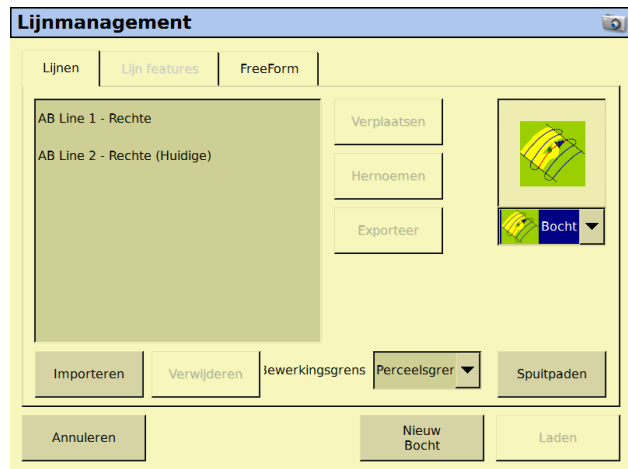 Lijnmanagement
Lijnen
Lijn features
FreeForm
AB Line 1 - Rechte
AB Line 2 - Rechte (Huidige)
Verplaatsen
Hernoemen
Exporteer
Bocht
Importeren
Verwijderen
Bewerkingsgrens
Perceelsgrer
Spuitpaden
Annuleren
Nieuw
Bocht
Laden